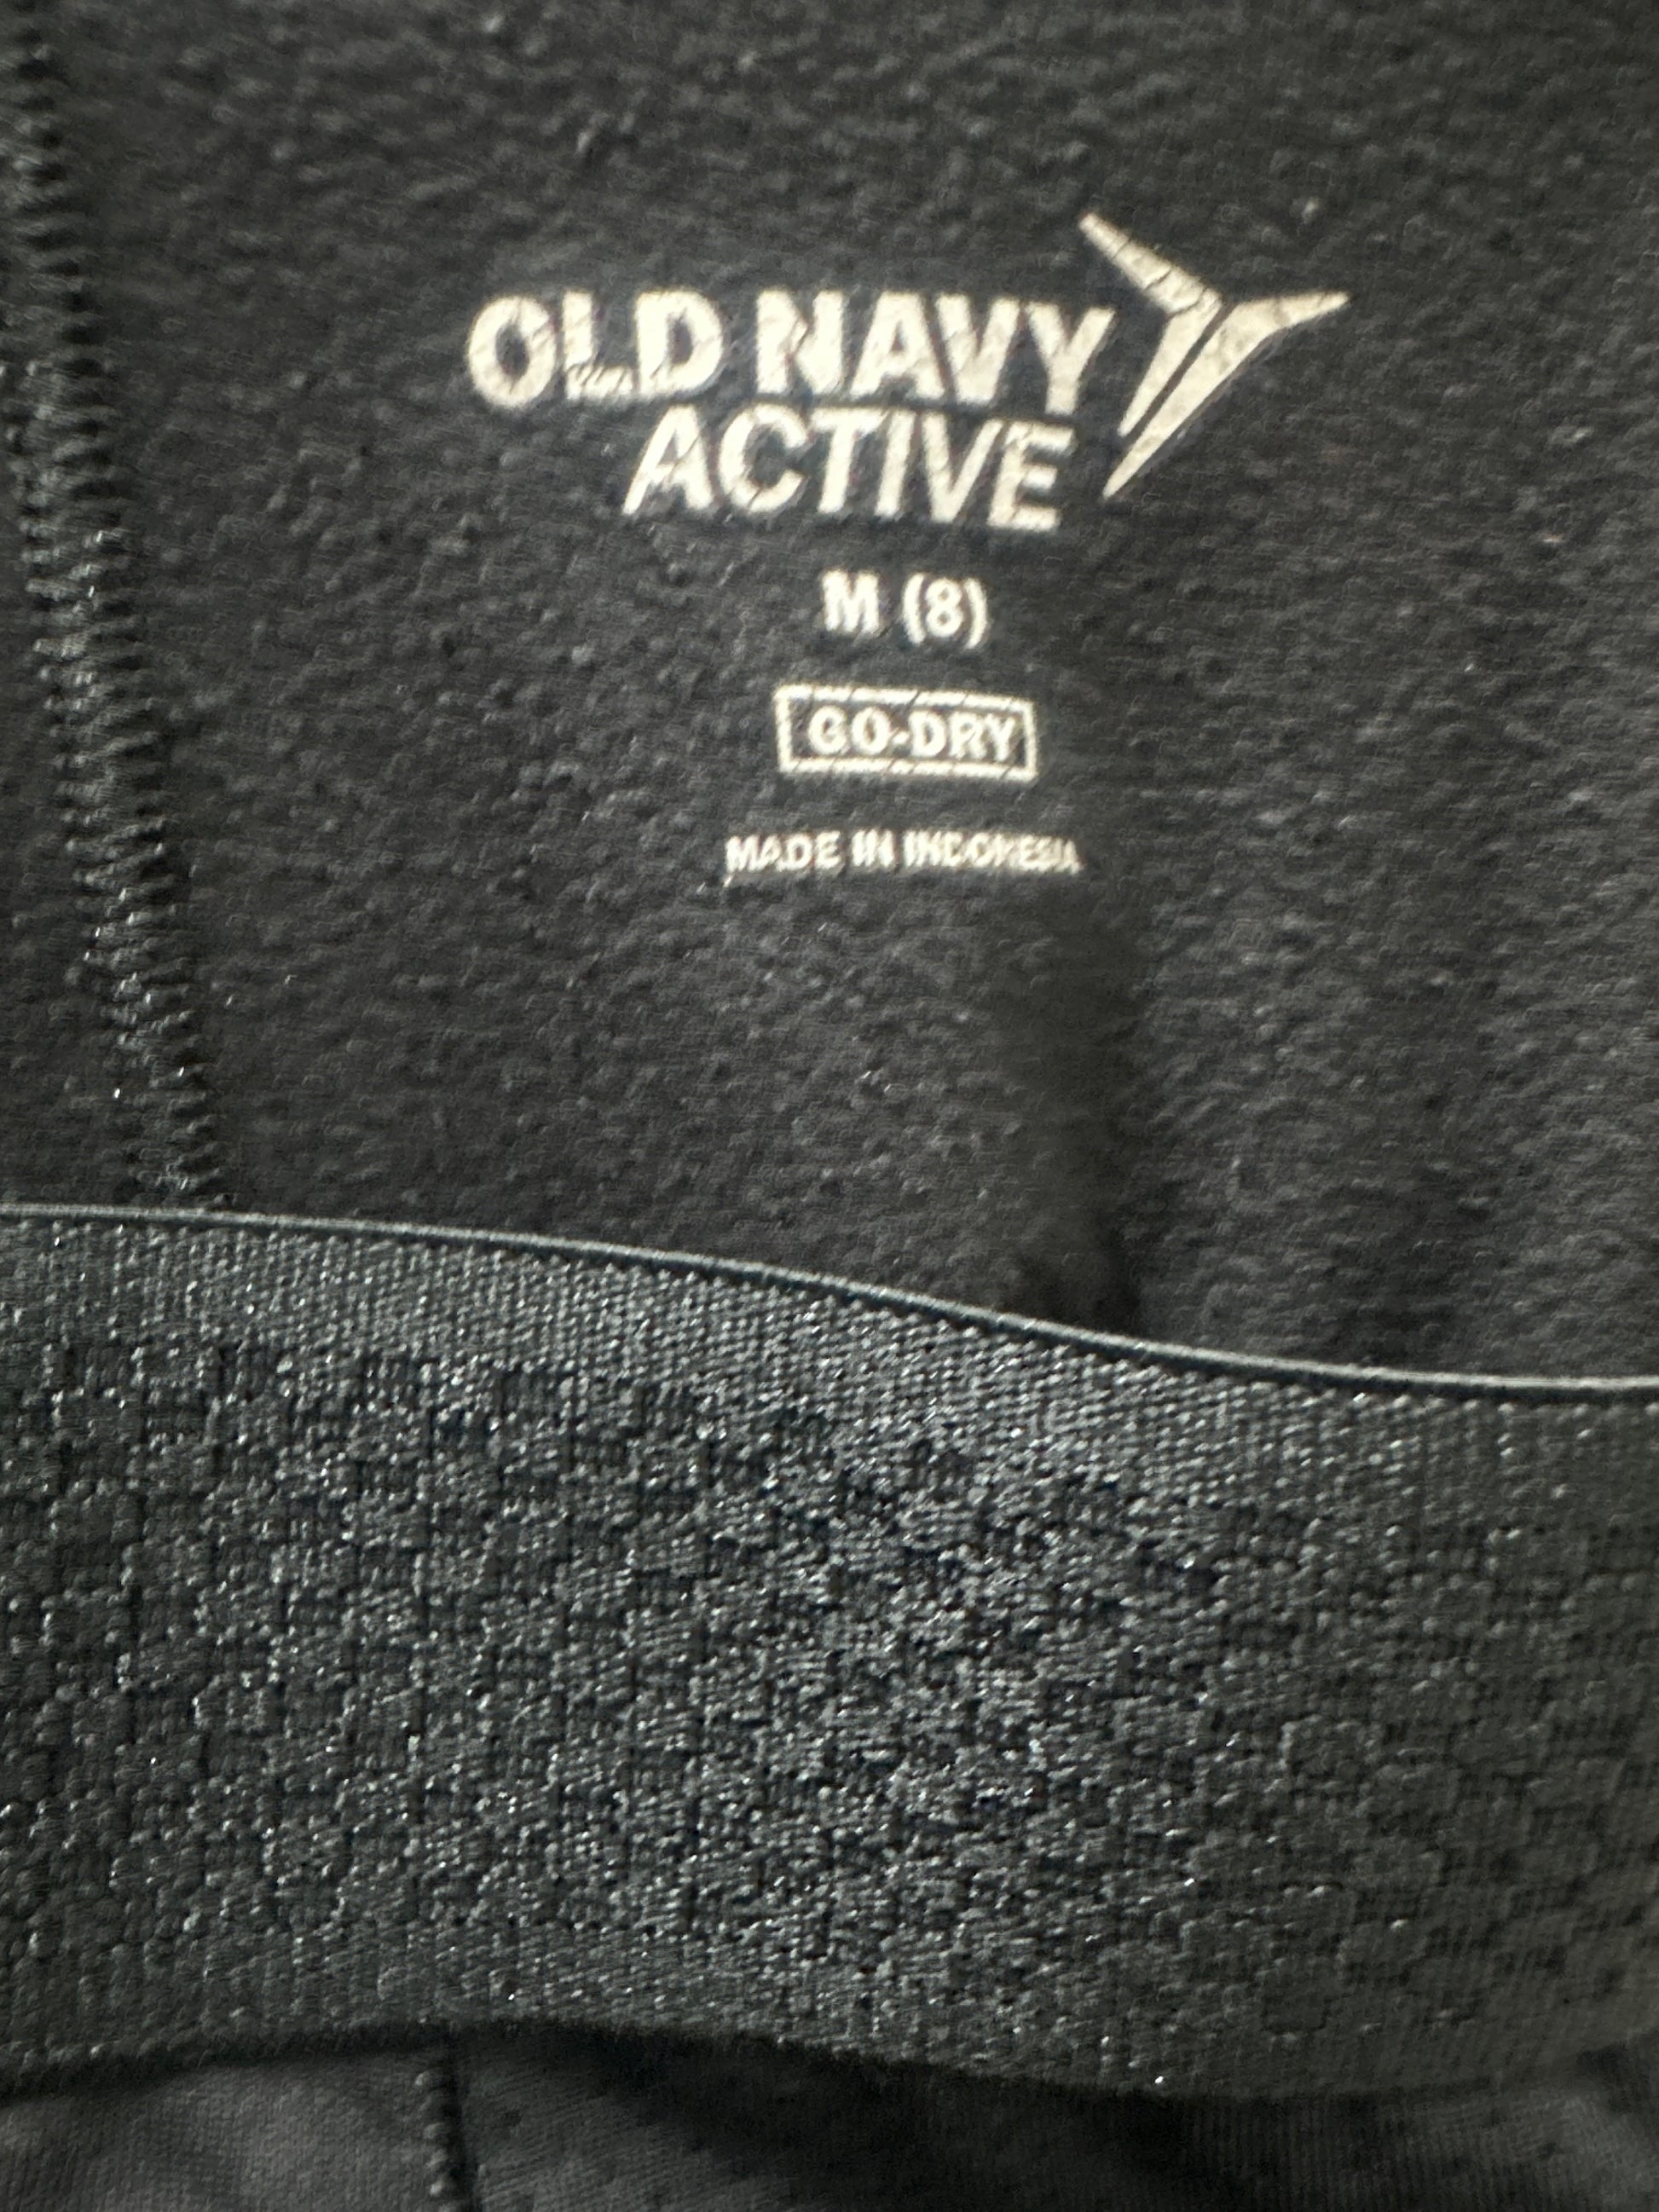 OLD NAVY
ACTIVE
M (8)
GO-DRY
MADE IN INDONESIA